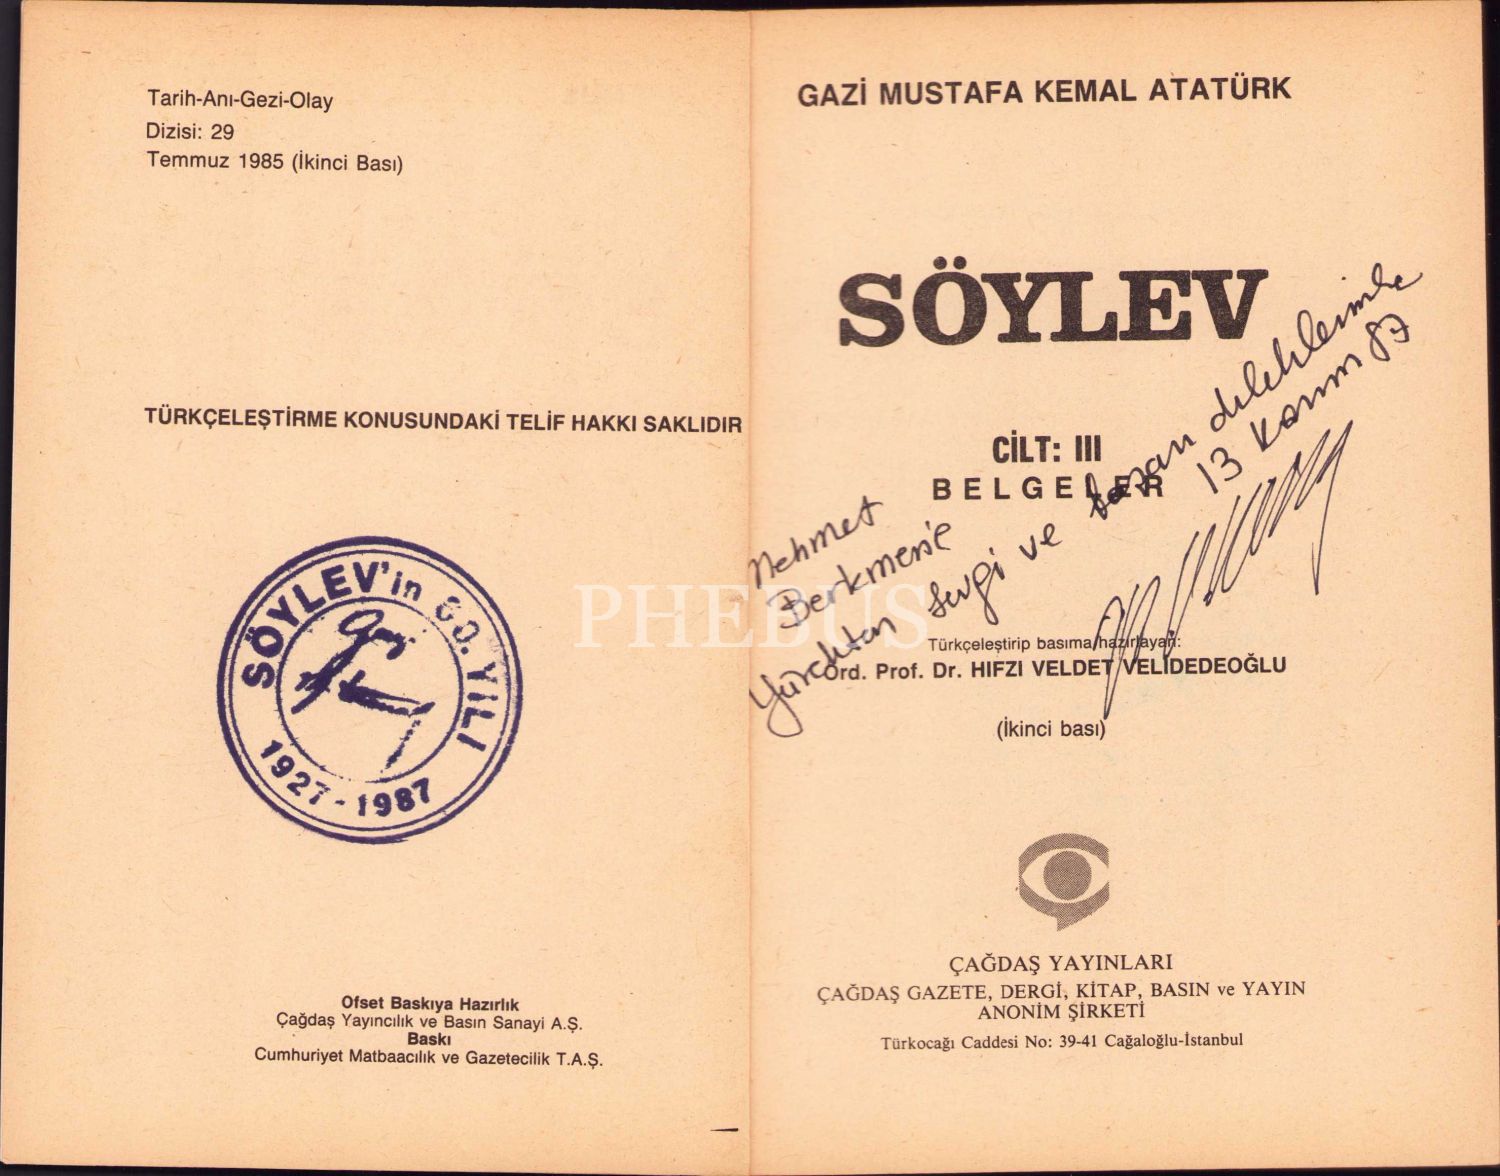 Tarih-Anı-Gezi-Olay
Dizisi: 29
Temmuz 1985 (İkinci Bası)
TÜRKÇELEŞTİRME KONUSUNDAKİ TELİF HAKKI SAKLIDIR
SÖYLEV'in 60. YILI
1927-1987
Ofset Baskıya Hazırlık
Çağdaş Yayıncılık ve Basın Sanayi A.Ş.
Baskı
Cumhuriyet Matbaacılık ve Gazetecilik T.A.Ş.
GAZİ MUSTAFA KEMAL ATATÜRK
SÖYLEV
CİLT: III
BELGELER
Mehmet
Berkmen'e
Yürekten sevgi ve başarı dileklerimle
13 Kasım 87
PHEBUS
Türkçeleştirip basıma hazırlayan:
Ord. Prof. Dr. HIFZI VELDET VELİDEDEOĞLU
(İkinci bası)
ÇAĞDAŞ YAYINLARI
ÇAĞDAŞ GAZETE, DERGİ, KİTAP, BASIN ve YAYIN
ANONİM ŞİRKETİ
Türkocağı Caddesi No: 39-41 Cağaloğlu-İstanbul